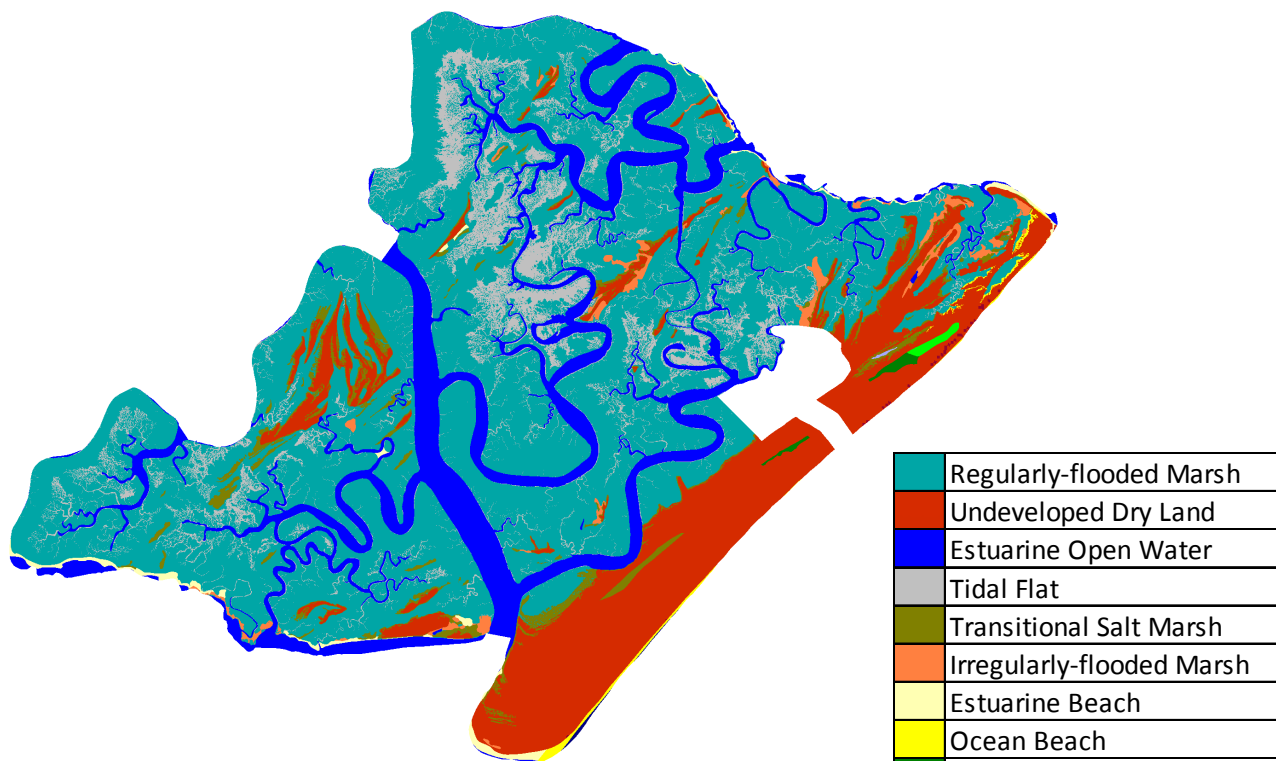 Regularly-flooded Marsh
Undeveloped Dry Land
Estuarine Open Water
Tidal Flat
Transitional Salt Marsh
Irregularly-flooded Marsh
Estuarine Beach
Ocean Beach